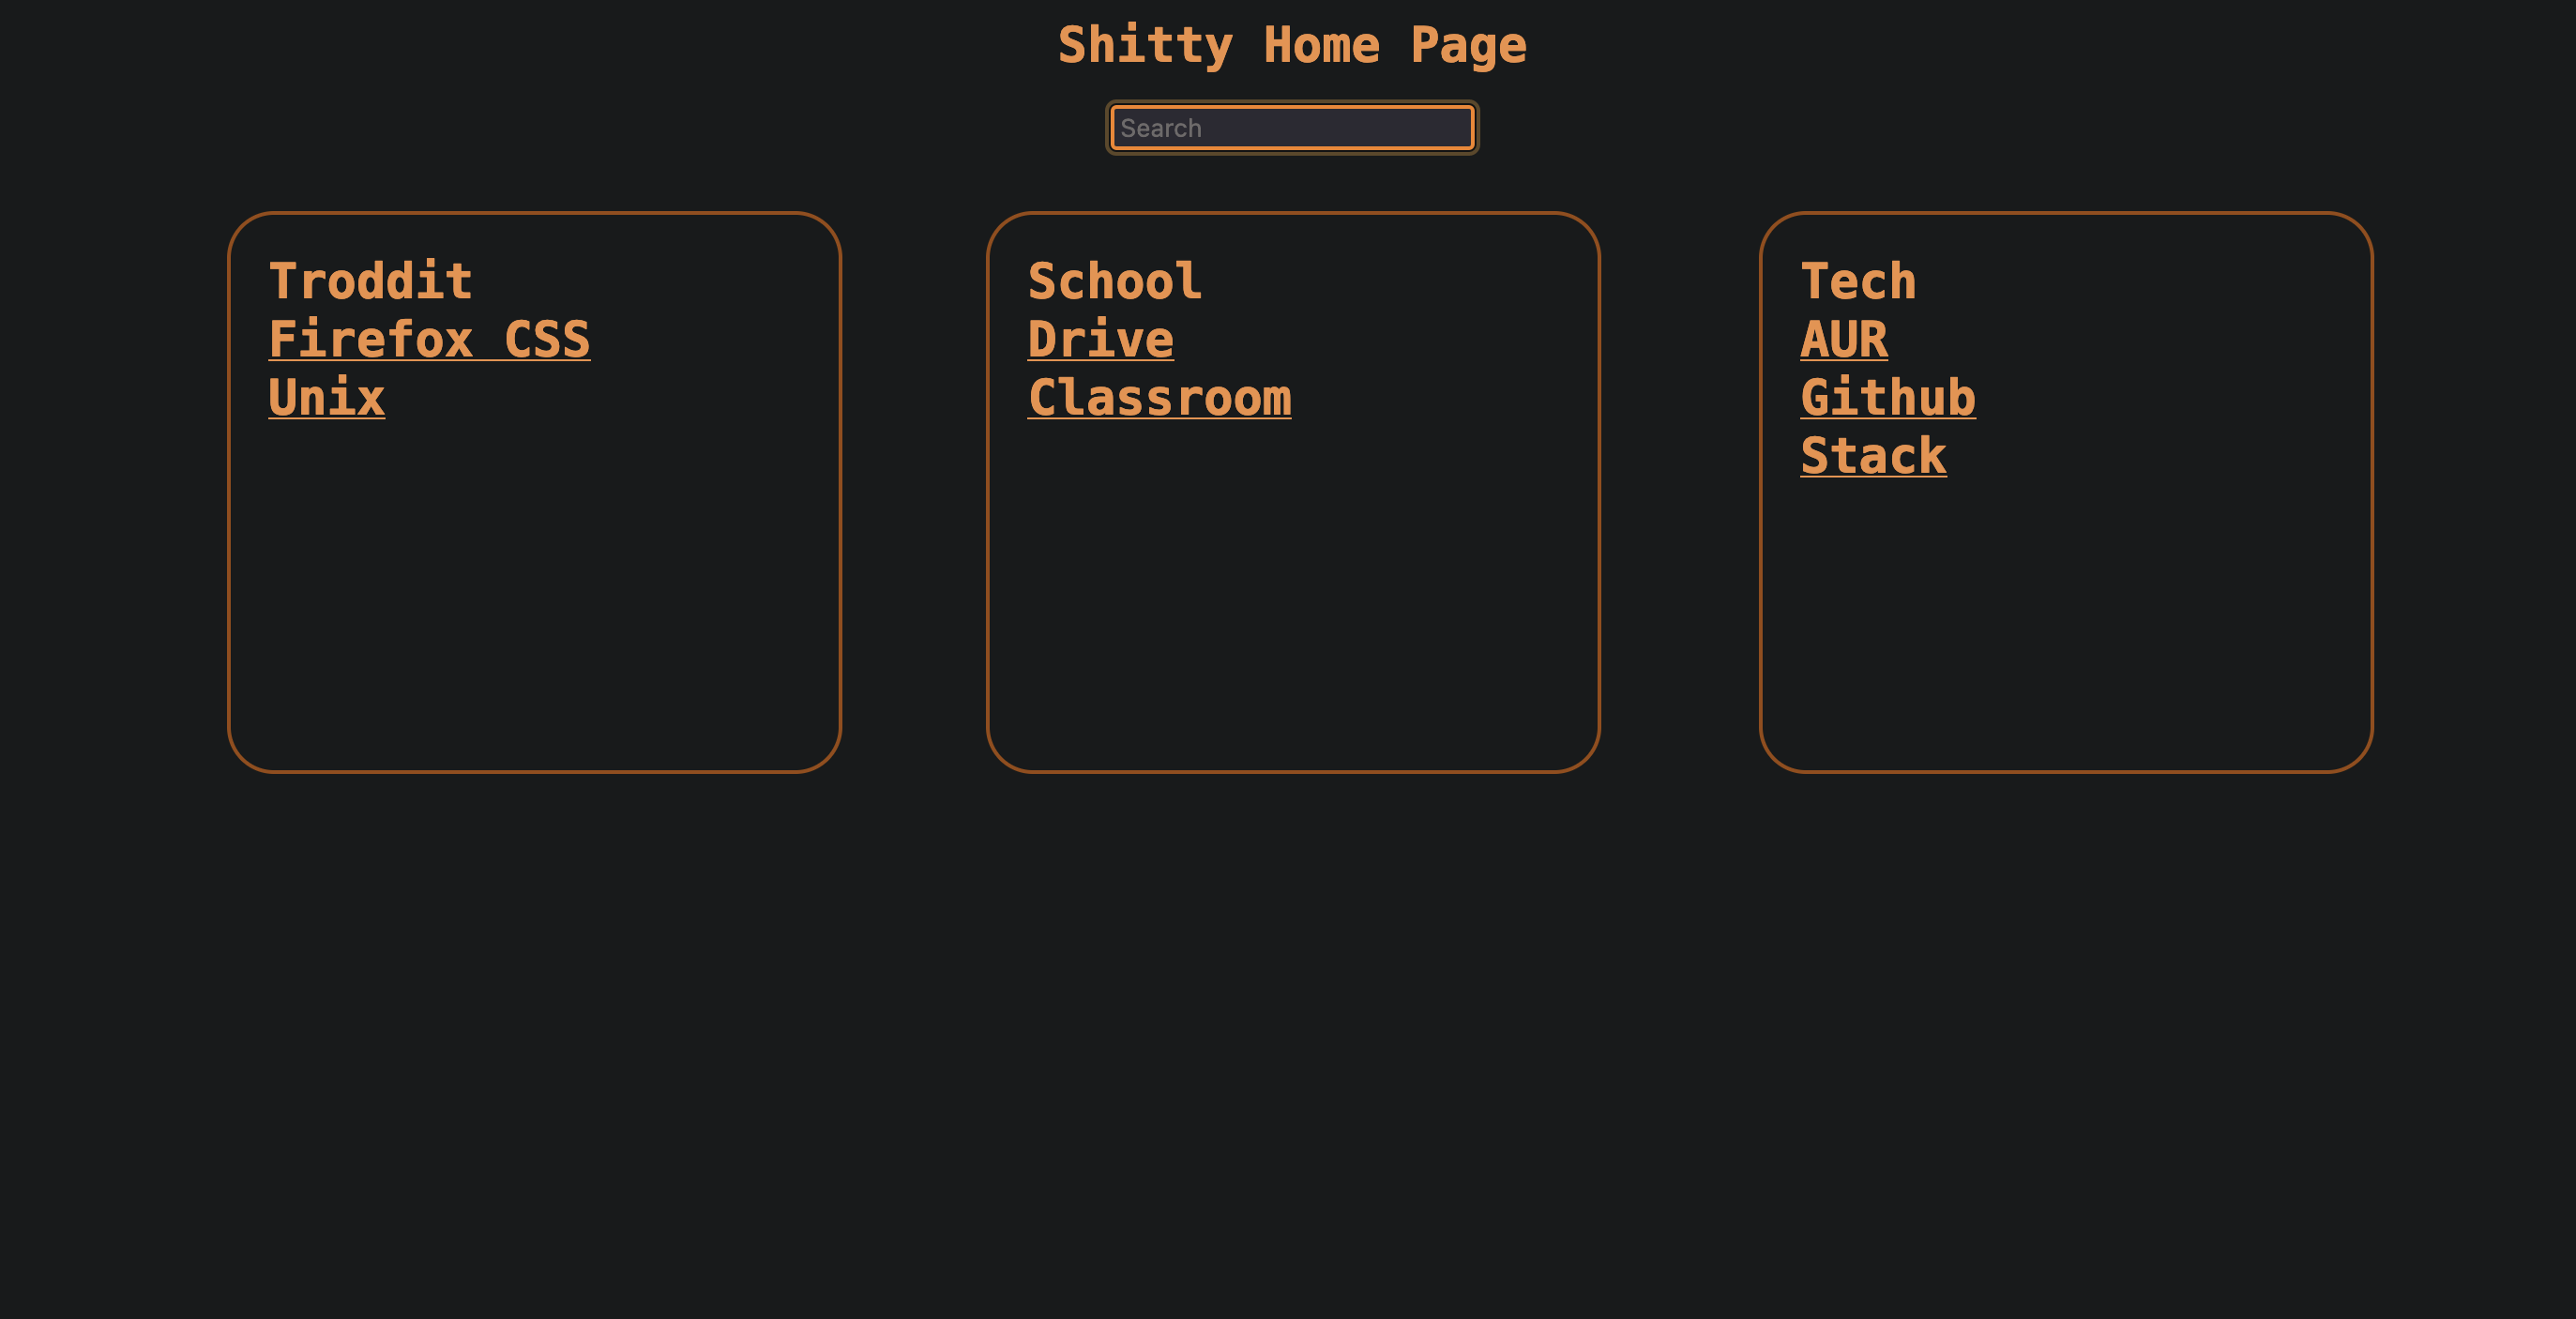 Shitty Home Page
Search
Troddit
Firefox CSS
Unix
School
Drive
Classroom
Tech
AUR
Github
Stack